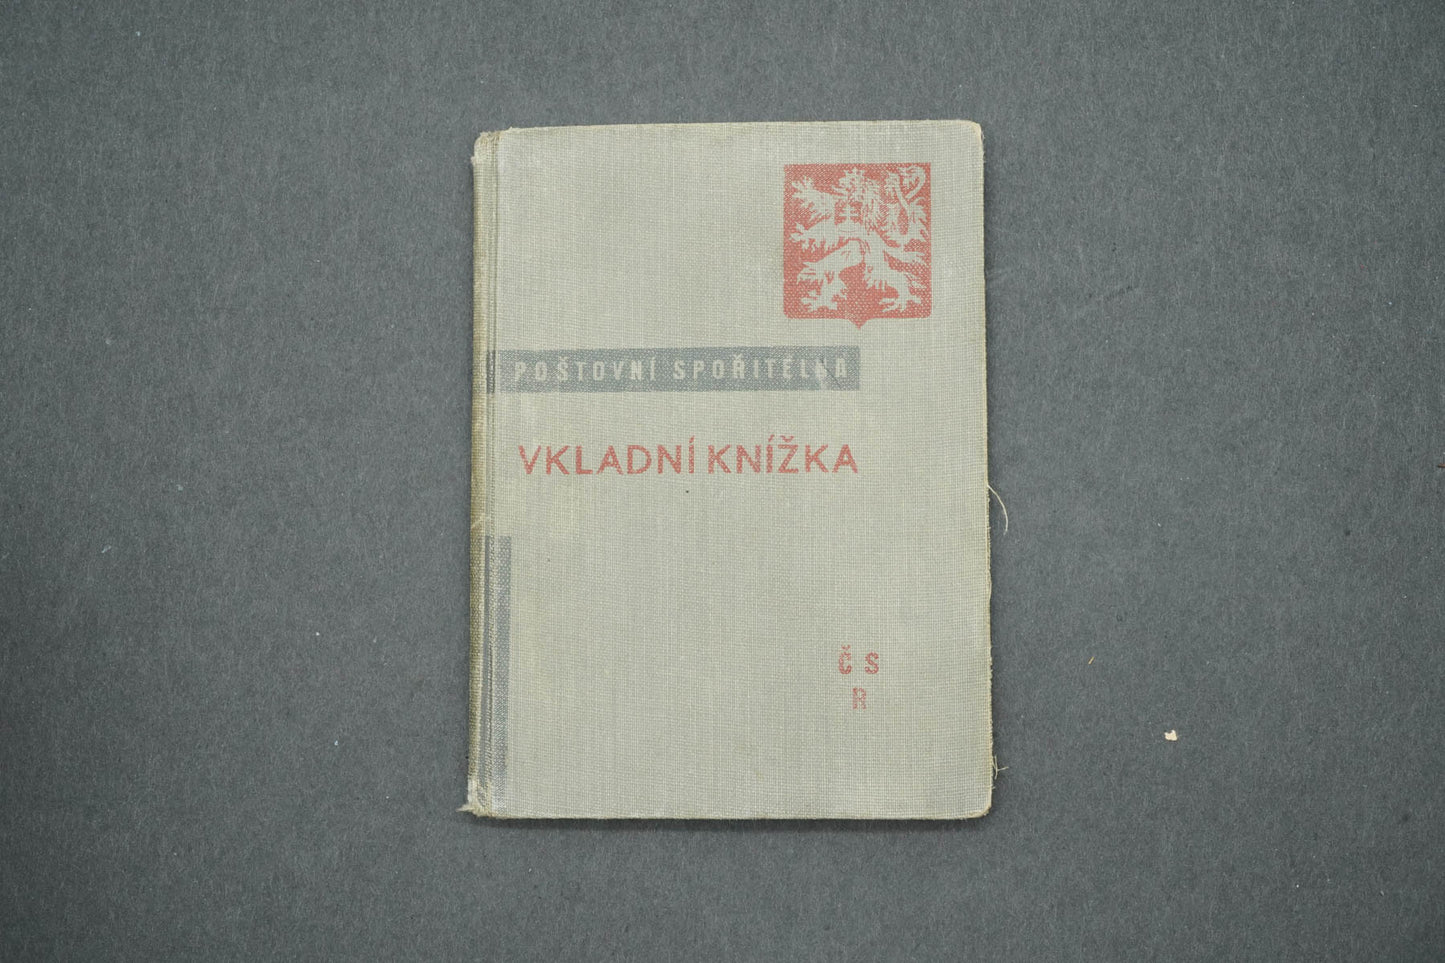 POŠTOVNÍ SPOŘITELNA
VKLADNÍ KNÍŽKA
Č S
R